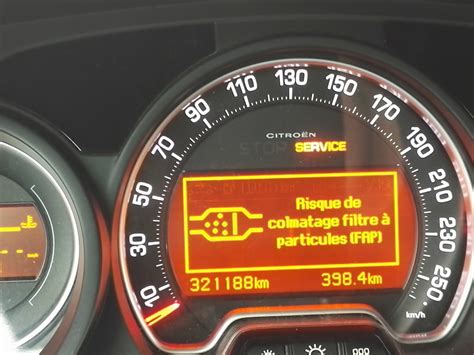 10
30
50
70
90
110
130
150
170
190
210
230
250
km/h
CITROËN
STOP SERVICE
Risque de
colmatage filtre à
particules (FAP)
321188km 398.4km